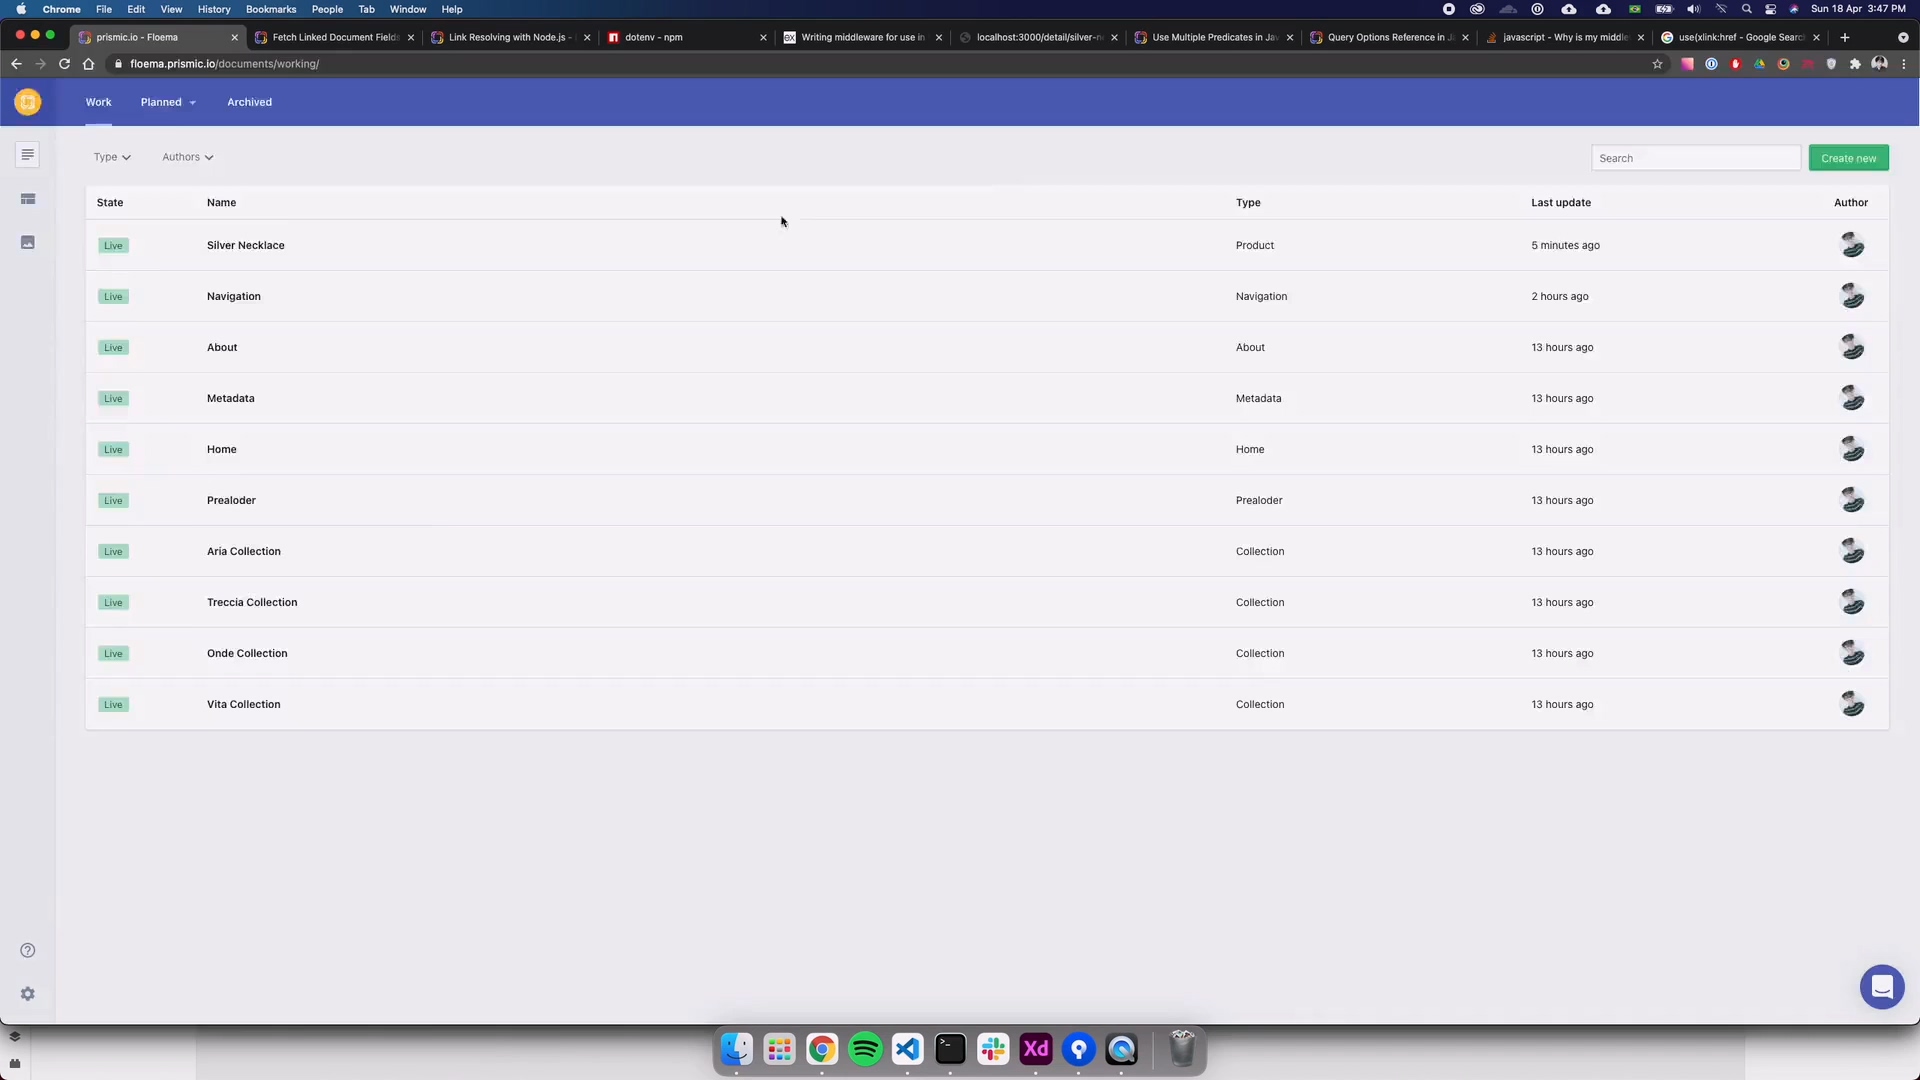 Chrome File Edit View History Bookmarks People Tab Window Help Sun 18 Apr 3:47 PM
prismic.io - Floema Fetch Linked Document Fields Link Resolving with Node.js - dotenv - npm Writing middleware for use in localhost:3000/detail/silver-n Use Multiple Predicates in Jav Query Options Reference in J javascript - Why is my middle use(xlink:href - Google Searc
floema.prismic.io/documents/working/
Work Planned Archived
Type Authors Search Create new
State Name Type Last update Author
Live Silver Necklace Product 5 minutes ago
Live Navigation Navigation 2 hours ago
Live About About 13 hours ago
Live Metadata Metadata 13 hours ago
Live Home Home 13 hours ago
Live Prealoder Prealoder 13 hours ago
Live Aria Collection Collection 13 hours ago
Live Treccia Collection Collection 13 hours ago
Live Onde Collection Collection 13 hours ago
Live Vita Collection Collection 13 hours ago
Xd